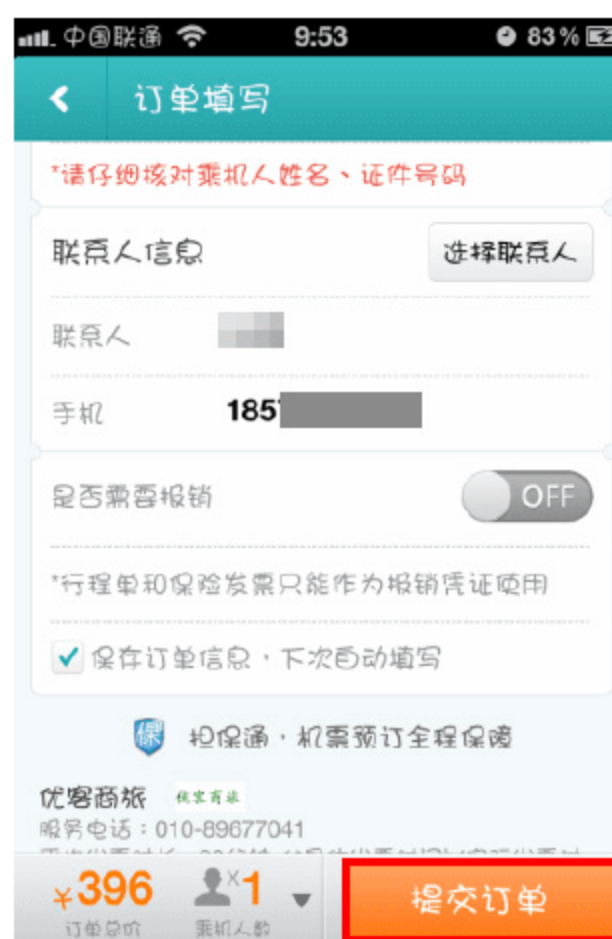 中国联通 9:53 83%
订单填写
*请仔细核对乘机人姓名、证件号码
联系人信息 选择联系人
联系人
手机 185
是否需要报销 OFF
*行程单和保险发票只能作为报销凭证使用
保存订单信息，下次自动填写
保 担保通，机票预订全程保障
优客商旅 优客商旅
服务电话：010-89677041
¥396 ×1 提交订单
订单总价 乘机人数